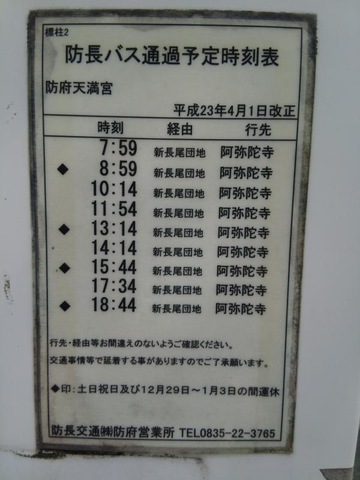 標柱2
防長バス通過予定時刻表
防府天満宮
平成23年4月1日改正
時刻 経由 行先
7:59 新長尾団地 阿弥陀寺
◆ 8:59 新長尾団地 阿弥陀寺
10:14 新長尾団地 阿弥陀寺
11:54 新長尾団地 阿弥陀寺
◆ 13:14 新長尾団地 阿弥陀寺
14:14 新長尾団地 阿弥陀寺
◆ 15:44 新長尾団地 阿弥陀寺
17:34 新長尾団地 阿弥陀寺
◆ 18:44 新長尾団地 阿弥陀寺
行先・経由等お間違えのないようご確認ください。
交通事情等で延着する事がありますのでご了承願います。
◆印:土日祝日及び12月29日～1月3日の間運休
防長交通㈱防府営業所 TEL0835-22-3765